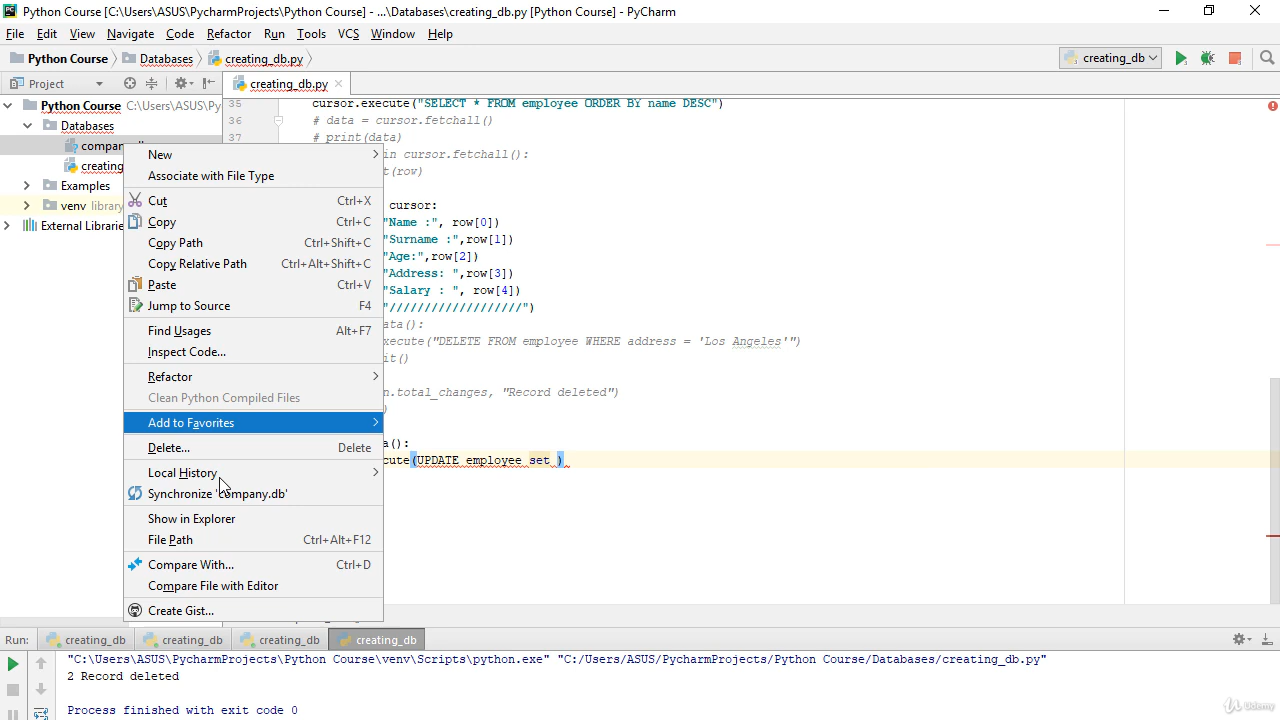 Python Course [C:\Users\ASUS\PycharmProjects\Python Course] - ...\Databases\creating_db.py [Python Course] - PyCharm
File Edit View Navigate Code Refactor Run Tools VCS Window Help
Python Course Databases creating_db.py creating_db
Project creating_db.py
Python Course C:\Users\ASUS\Py
Databases
creating
Examples
venv library
External Librarie
35 cursor.execute("SELECT * FROM employee ORDER BY name DESC")
36 # data = cursor.fetchall()
37 # print(data)
in cursor.fetchall():
t(row)
cursor:
"Name :", row[0])
"Surname :",row[1])
"Age:",row[2])
"Address: ",row[3])
"Salary : ", row[4])
"///////////////////")
ata():
xecute("DELETE FROM employee WHERE address = 'Los Angeles'")
it()
n.total_changes, "Record deleted")
)
a():
cute(UPDATE employee set )
New
Associate with File Type
Cut Ctrl+X
Copy Ctrl+C
Copy Path Ctrl+Shift+C
Copy Relative Path Ctrl+Alt+Shift+C
Paste Ctrl+V
Jump to Source F4
Find Usages Alt+F7
Inspect Code...
Refactor
Clean Python Compiled Files
Add to Favorites
Delete... Delete
Local History
Synchronize 'company.db'
Show in Explorer
File Path Ctrl+Alt+F12
Compare With... Ctrl+D
Compare File with Editor
Create Gist...
Run: creating_db creating_db creating_db creating_db
"C:\Users\ASUS\PycharmProjects\Python Course\venv\Scripts\python.exe" "C:/Users/ASUS/PycharmProjects/Python Course/Databases/creating_db.py"
2 Record deleted
Process finished with exit code 0
Udemy